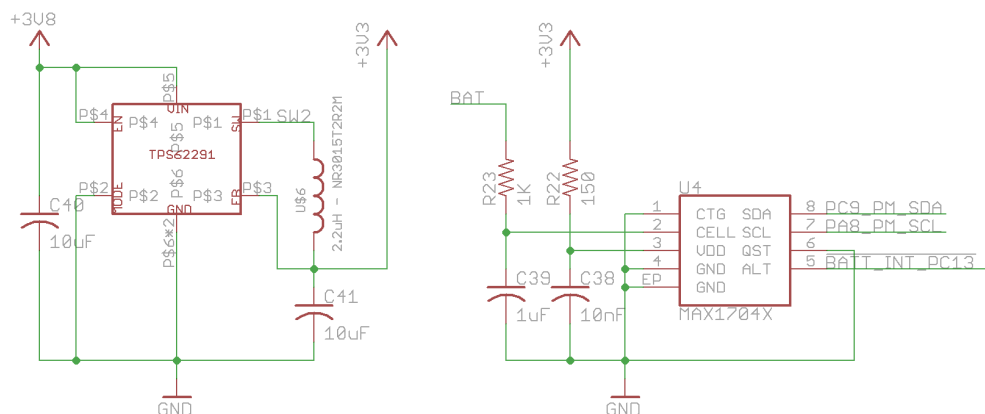 +3V8
+3V3
P$5
VIN
P$4
EN
P$4
P$5
P$1
SW
P$1
SW2
TPS62291
P$2
MODE
P$2
P$6
P$3
FB
P$3
GND
P$6*2
U$6
2.2uH - NR3015T2R2M
C40
10uF
C41
10uF
GND
+3V3
BAT
R23
1K
R22
150
U4
1
CTG
SDA
8
PC9_PM_SDA
2
CELL
SCL
7
PA8_PM_SCL
3
VDD
QST
6
4
GND
ALT
5
BATT_INT_PC13
EP
GND
MAX1704X
C39
1uF
C38
10nF
GND